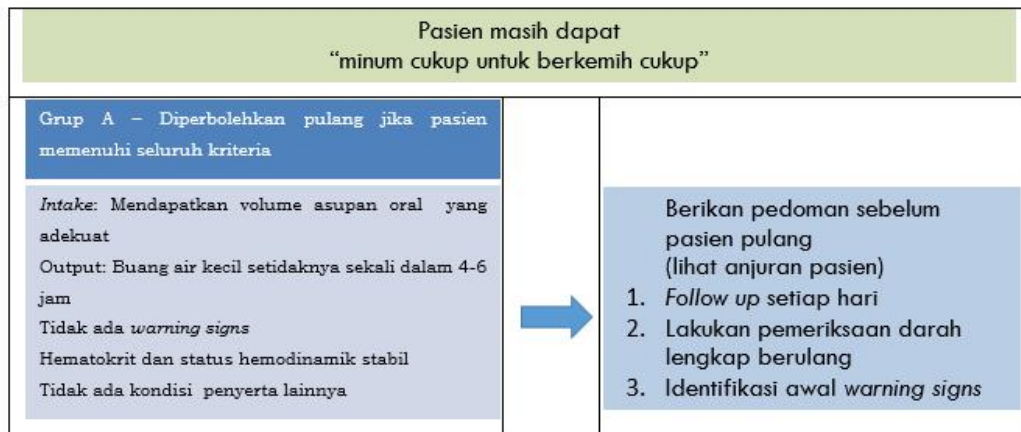 Pasien masih dapat
“minum cukup untuk berkemih cukup”
Grup A – Diperbolehkan pulang jika pasien
memenuhi seluruh kriteria
Intake: Mendapatkan volume asupan oral yang
adekuat
Output: Buang air kecil setidaknya sekali dalam 4-6
jam
Tidak ada warning signs
Hematokrit dan status hemodinamik stabil
Tidak ada kondisi penyerta lainnya
Berikan pedoman sebelum
pasien pulang
(lihat anjuran pasien)
1. Follow up setiap hari
2. Lakukan pemeriksaan darah
lengkap berulang
3. Identifikasi awal warning signs